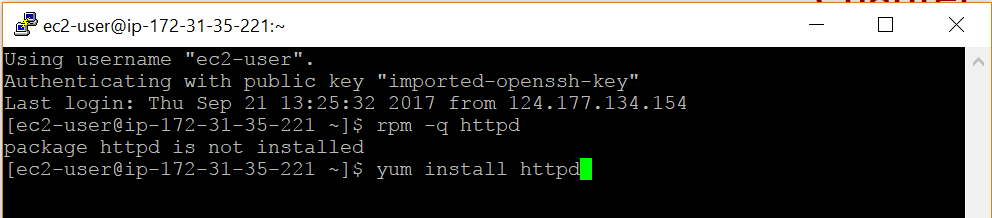 ec2-user@ip-172-31-35-221:~
Using username "ec2-user".
Authenticating with public key "imported-openssh-key"
Last login: Thu Sep 21 13:25:32 2017 from 124.177.134.154
[ec2-user@ip-172-31-35-221 ~]$ rpm -q httpd
package httpd is not installed
[ec2-user@ip-172-31-35-221 ~]$ yum install httpd